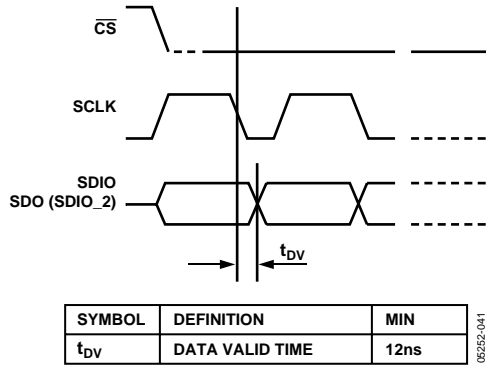 CS
SCLK
SDIO
SDO (SDIO_2)
tDV
SYMBOL DEFINITION MIN
tDV DATA VALID TIME 12ns
05252-041